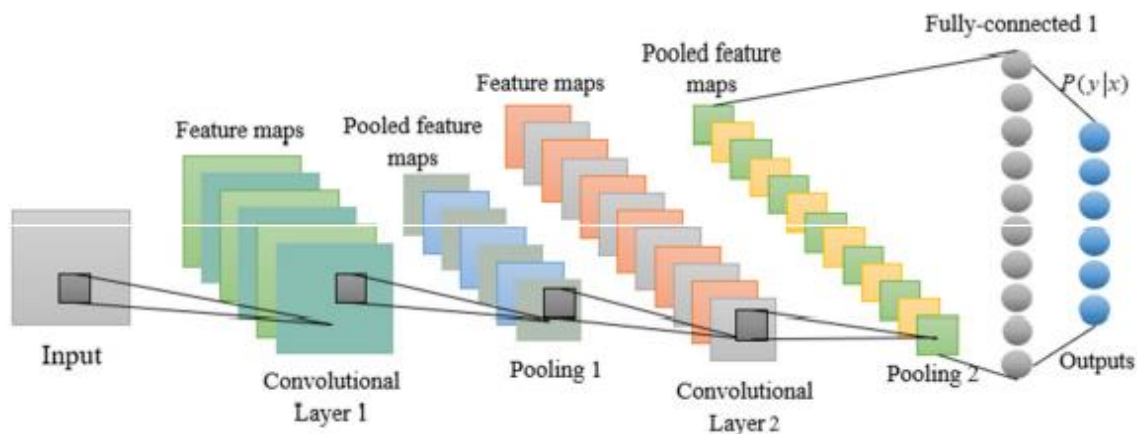 Fully-connected 1
Pooled feature
maps
P(y|x)
Feature maps
Pooled feature
maps
Feature maps
Input
Convolutional
Layer 1
Pooling 1
Convolutional
Layer 2
Pooling 2
Outputs